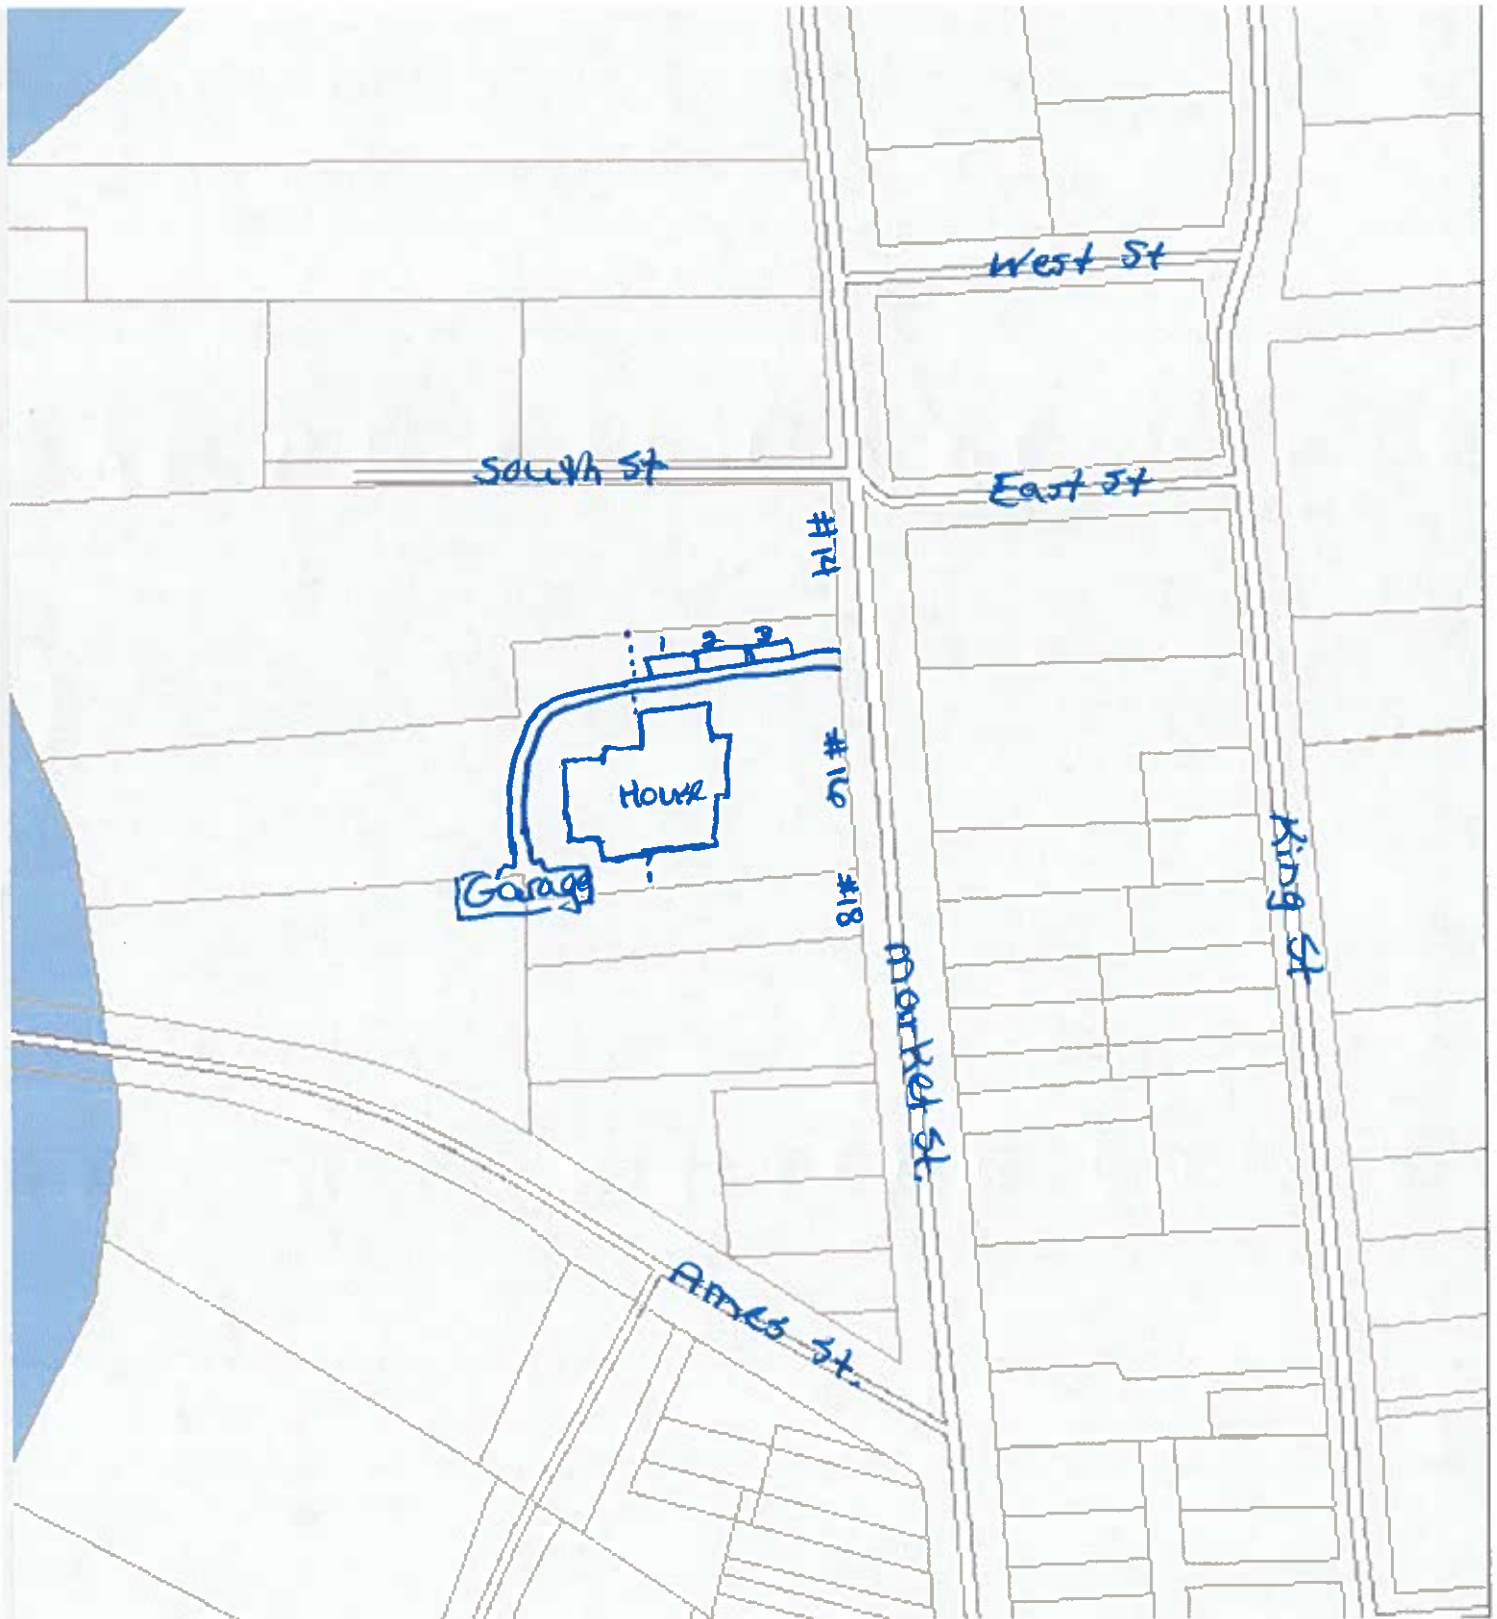 West St
South St
East St
#14
1 2 3
#16
House
King St
Garage
#18
Market St.
Ames St.